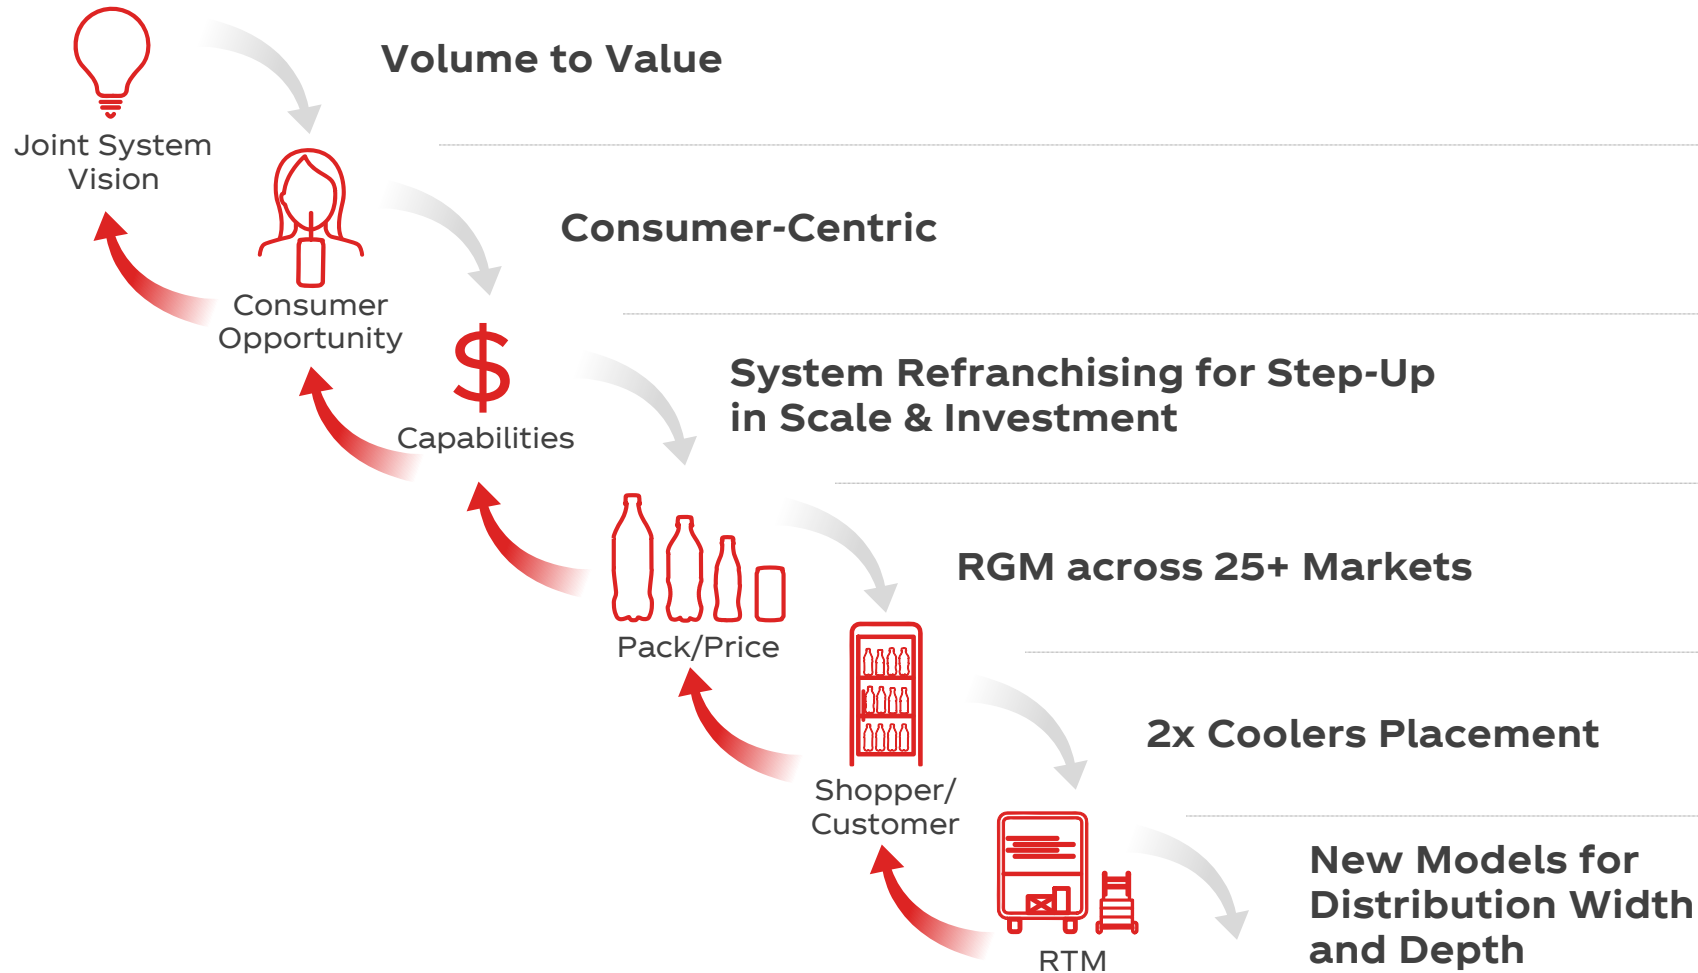 Volume to Value
Joint System
Vision
Consumer-Centric
Consumer
Opportunity
System Refranchising for Step-Up
in Scale & Investment
Capabilities
RGM across 25+ Markets
Pack/Price
2x Coolers Placement
Shopper/
Customer
New Models for
Distribution Width
and Depth
RTM